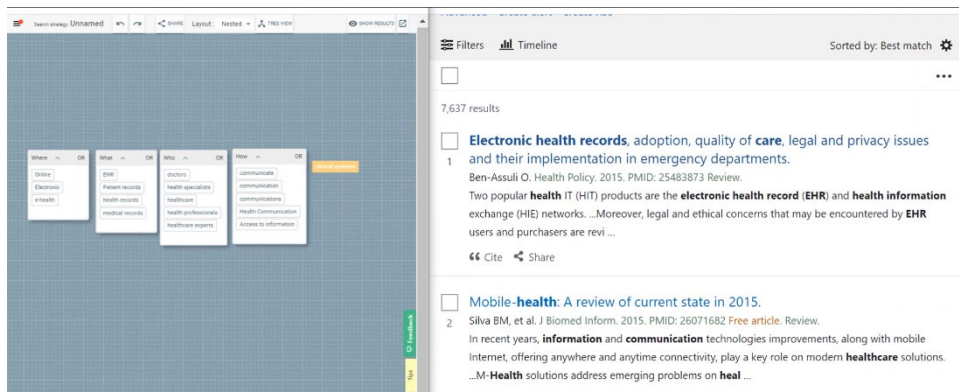 Search strategy: Unnamed
SHARE Layout Nested TREE VIEW
SHOW RESULTS
Where OR
Online
Electronic
e-health
What OR
EHR
Patient records
health records
medical records
Who OR
doctors
health specialists
healthcare
health professionals
healthcare experts
How OR
communicate
communication
communications
Health Communication
Access to Information
Feedback
Tips
Filters Timeline Sorted by: Best match
7,637 results
Electronic health records, adoption, quality of care, legal and privacy issues
1 and their implementation in emergency departments.
Ben-Assuli O. Health Policy. 2015. PMID: 25483873 Review.
Two popular health IT (HIT) products are the electronic health record (EHR) and health information
exchange (HIE) networks. ...Moreover, legal and ethical concerns that may be encountered by EHR
users and purchasers are revi ...
Cite Share
Mobile-health: A review of current state in 2015.
2 Silva BM, et al. J Biomed Inform. 2015. PMID: 26071682 Free article. Review.
In recent years, information and communication technologies improvements, along with mobile
Internet, offering anywhere and anytime connectivity, play a key role on modern healthcare solutions.
...M-Health solutions address emerging problems on heal ...